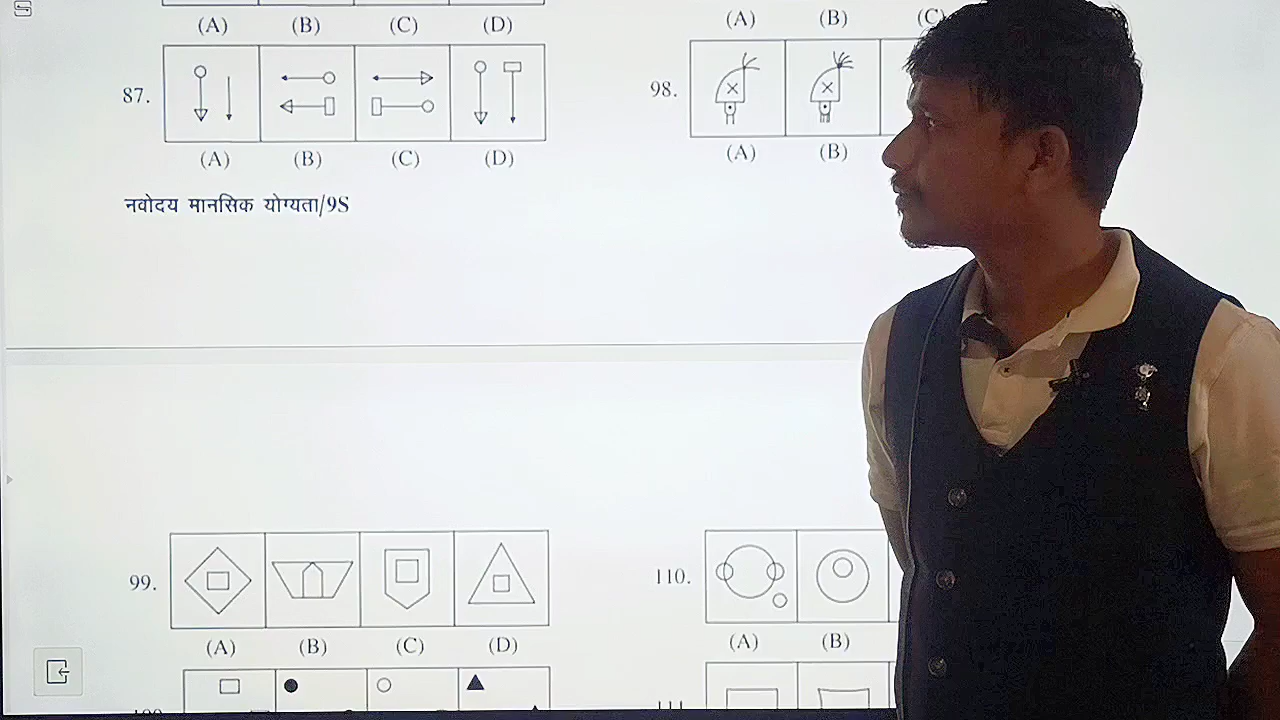 (A) (B) (C) (D)
87.
(A) (B) (C) (D)
नवोदय मानसिक योग्यता/9S
(A) (B) (C)
98.
(A) (B)
99.
(A) (B) (C) (D)
110.
(A) (B)